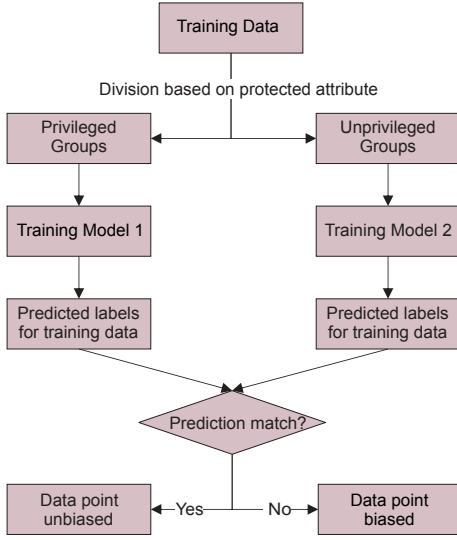 Training Data
Division based on protected attribute
Privileged
Groups
Unprivileged
Groups
Training Model 1
Training Model 2
Predicted labels
for training data
Predicted labels
for training data
Prediction match?
Yes
No
Data point
unbiased
Data point
biased